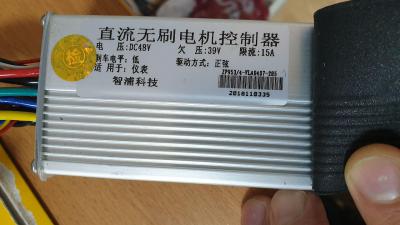 直流无刷电机控制器
电 压:DC48V 欠 压:39V 限流:15A
刹车电平: 低 驱动方式:正弦
适 用于: 仪表
智浦科技
2018110335